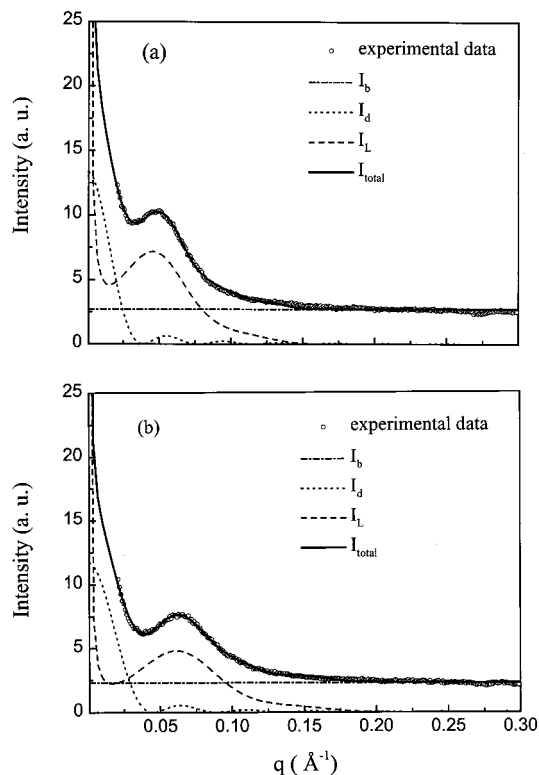 25
20
15
10
5
0
Intensity (a. u.)
(a)
experimental data
I_b
I_d
I_L
I_total
25
20
15
10
5
0
Intensity (a. u.)
(b)
experimental data
I_b
I_d
I_L
I_total
0.05
0.10
0.15
0.20
0.25
0.30
q ( Å⁻¹)